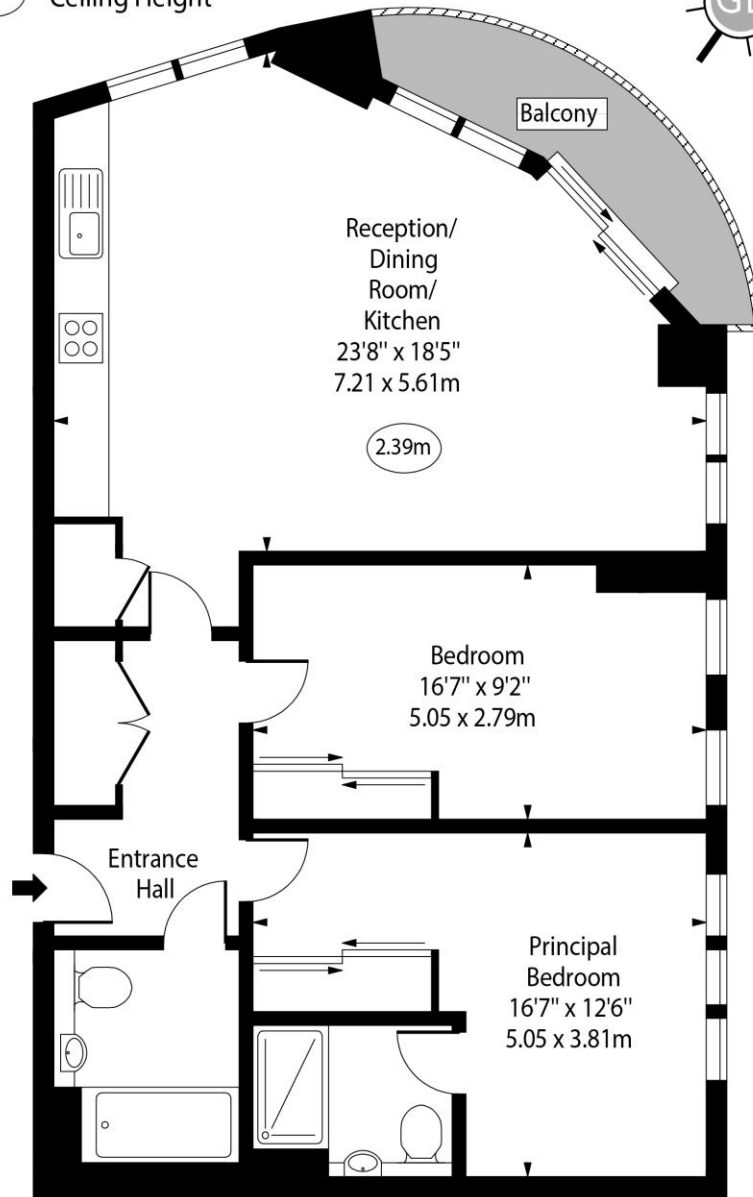 Ceiling Height
Balcony
Reception/
Dining
Room/
Kitchen
23'8" x 18'5"
7.21 x 5.61m
2.39m
Bedroom
16'7" x 9'2"
5.05 x 2.79m
Entrance
Hall
Principal
Bedroom
16'7" x 12'6"
5.05 x 3.81m